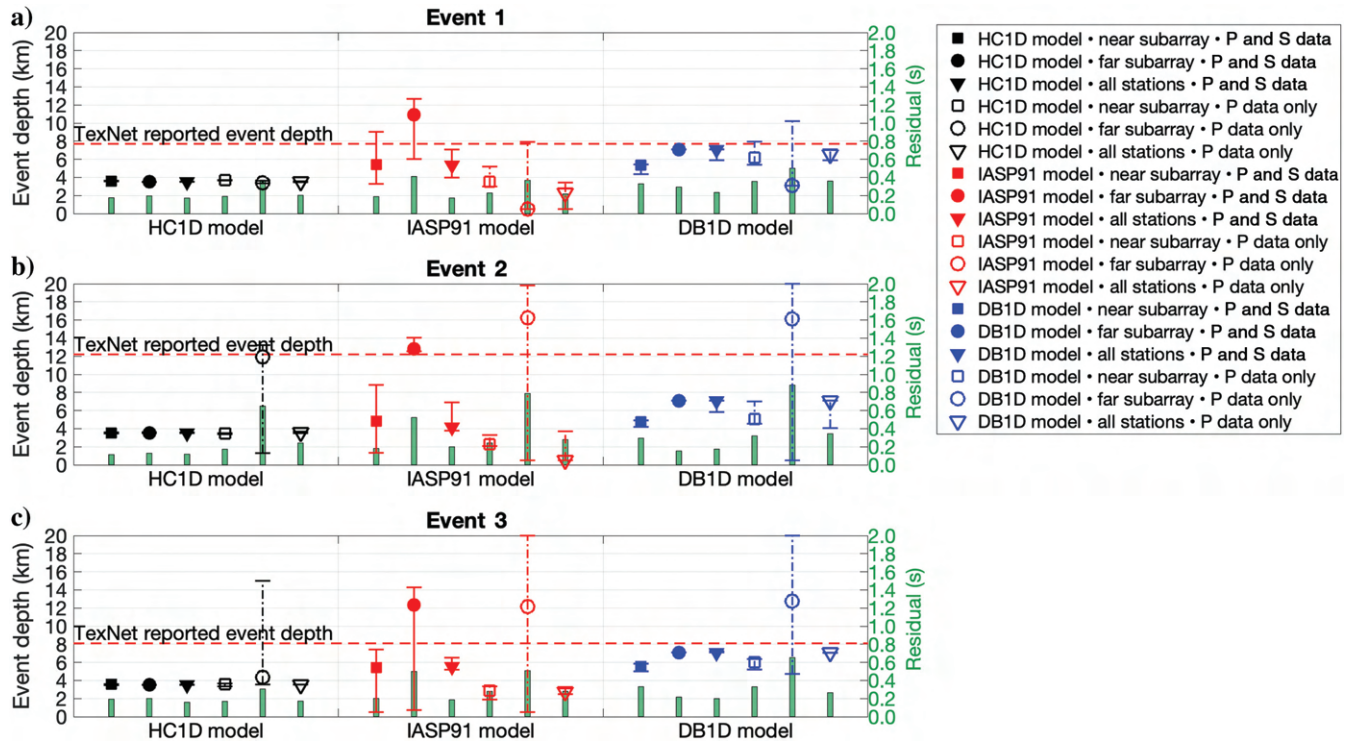 a)
Event 1
Event depth (km)
20
18
16
14
12
10
8
6
4
2
0
TexNet reported event depth
HC1D model
IASP91 model
DB1D model
2.0
1.8
1.6
1.4
1.2
1.0
0.8
0.6
0.4
0.2
0.0
Residual (s)
b)
Event 2
Event depth (km)
20
18
16
14
12
10
8
6
4
2
0
TexNet reported event depth
HC1D model
IASP91 model
DB1D model
2.0
1.8
1.6
1.4
1.2
1.0
0.8
0.6
0.4
0.2
0.0
Residual (s)
c)
Event 3
Event depth (km)
20
18
16
14
12
10
8
6
4
2
0
TexNet reported event depth
HC1D model
IASP91 model
DB1D model
2.0
1.8
1.6
1.4
1.2
1.0
0.8
0.6
0.4
0.2
0.0
Residual (s)
HC1D model • near subarray • P and S data
HC1D model • far subarray • P and S data
HC1D model • all stations • P and S data
HC1D model • near subarray • P data only
HC1D model • far subarray • P data only
HC1D model • all stations • P data only
IASP91 model • near subarray • P and S data
IASP91 model • far subarray • P and S data
IASP91 model • all stations • P and S data
IASP91 model • near subarray • P data only
IASP91 model • far subarray • P data only
IASP91 model • all stations • P data only
DB1D model • near subarray • P and S data
DB1D model • far subarray • P and S data
DB1D model • all stations • P and S data
DB1D model • near subarray • P data only
DB1D model • far subarray • P data only
DB1D model • all stations • P data only